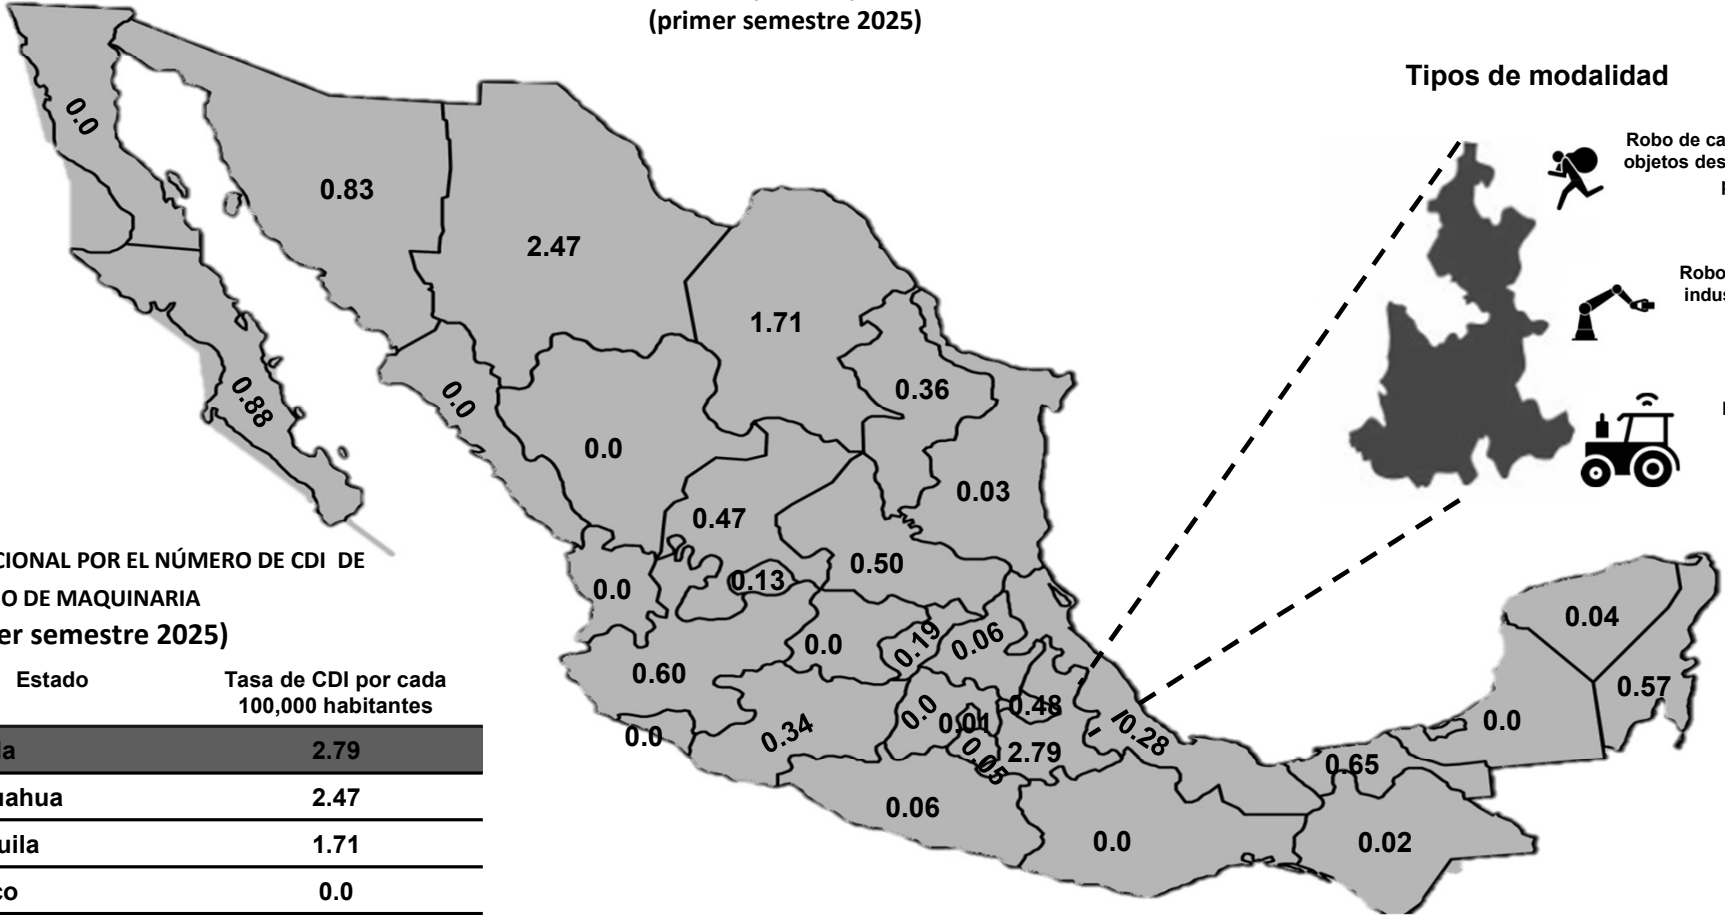 (primer semestre 2025)
Tipos de modalidad
Robo de ca
objetos des
p
Robo
indus
0.0
0.83
2.47
1.71
0.36
0.88
0.0
0.0
0.03
0.47
0.50
0.0
0.13
0.0
0.19
0.06
0.60
0.0
0.34
0.0
0.01
0.05
0.48
2.79
0.28
0.06
0.0
0.65
0.02
0.0
0.04
0.57
CIONAL POR EL NÚMERO DE CDI DE
O DE MAQUINARIA
er semestre 2025)
Estado
Tasa de CDI por cada
100,000 habitantes
la 2.79
uahua 2.47
uila 1.71
co 0.0